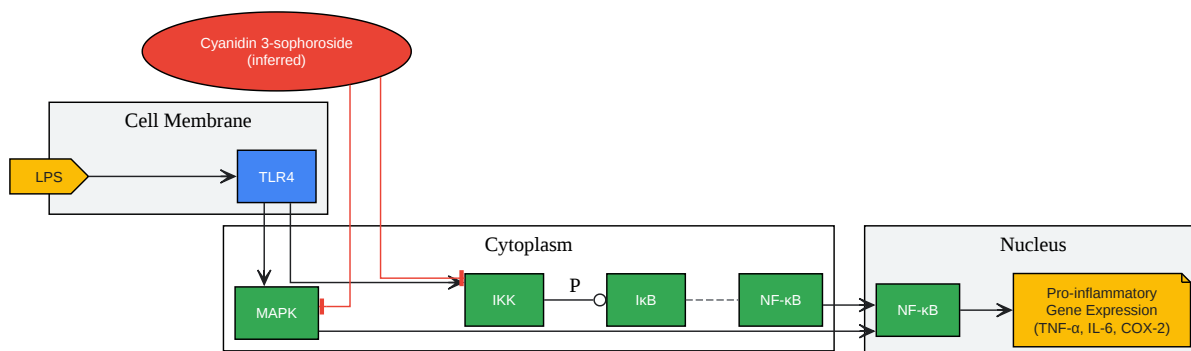 Cyanidin 3-sophoroside
(inferred)
Cell Membrane
LPS
TLR4
Cytoplasm
Nucleus
MAPK
IKK
P
IκB
NF-κB
NF-κB
Pro-inflammatory
Gene Expression
(TNF-α, IL-6, COX-2)